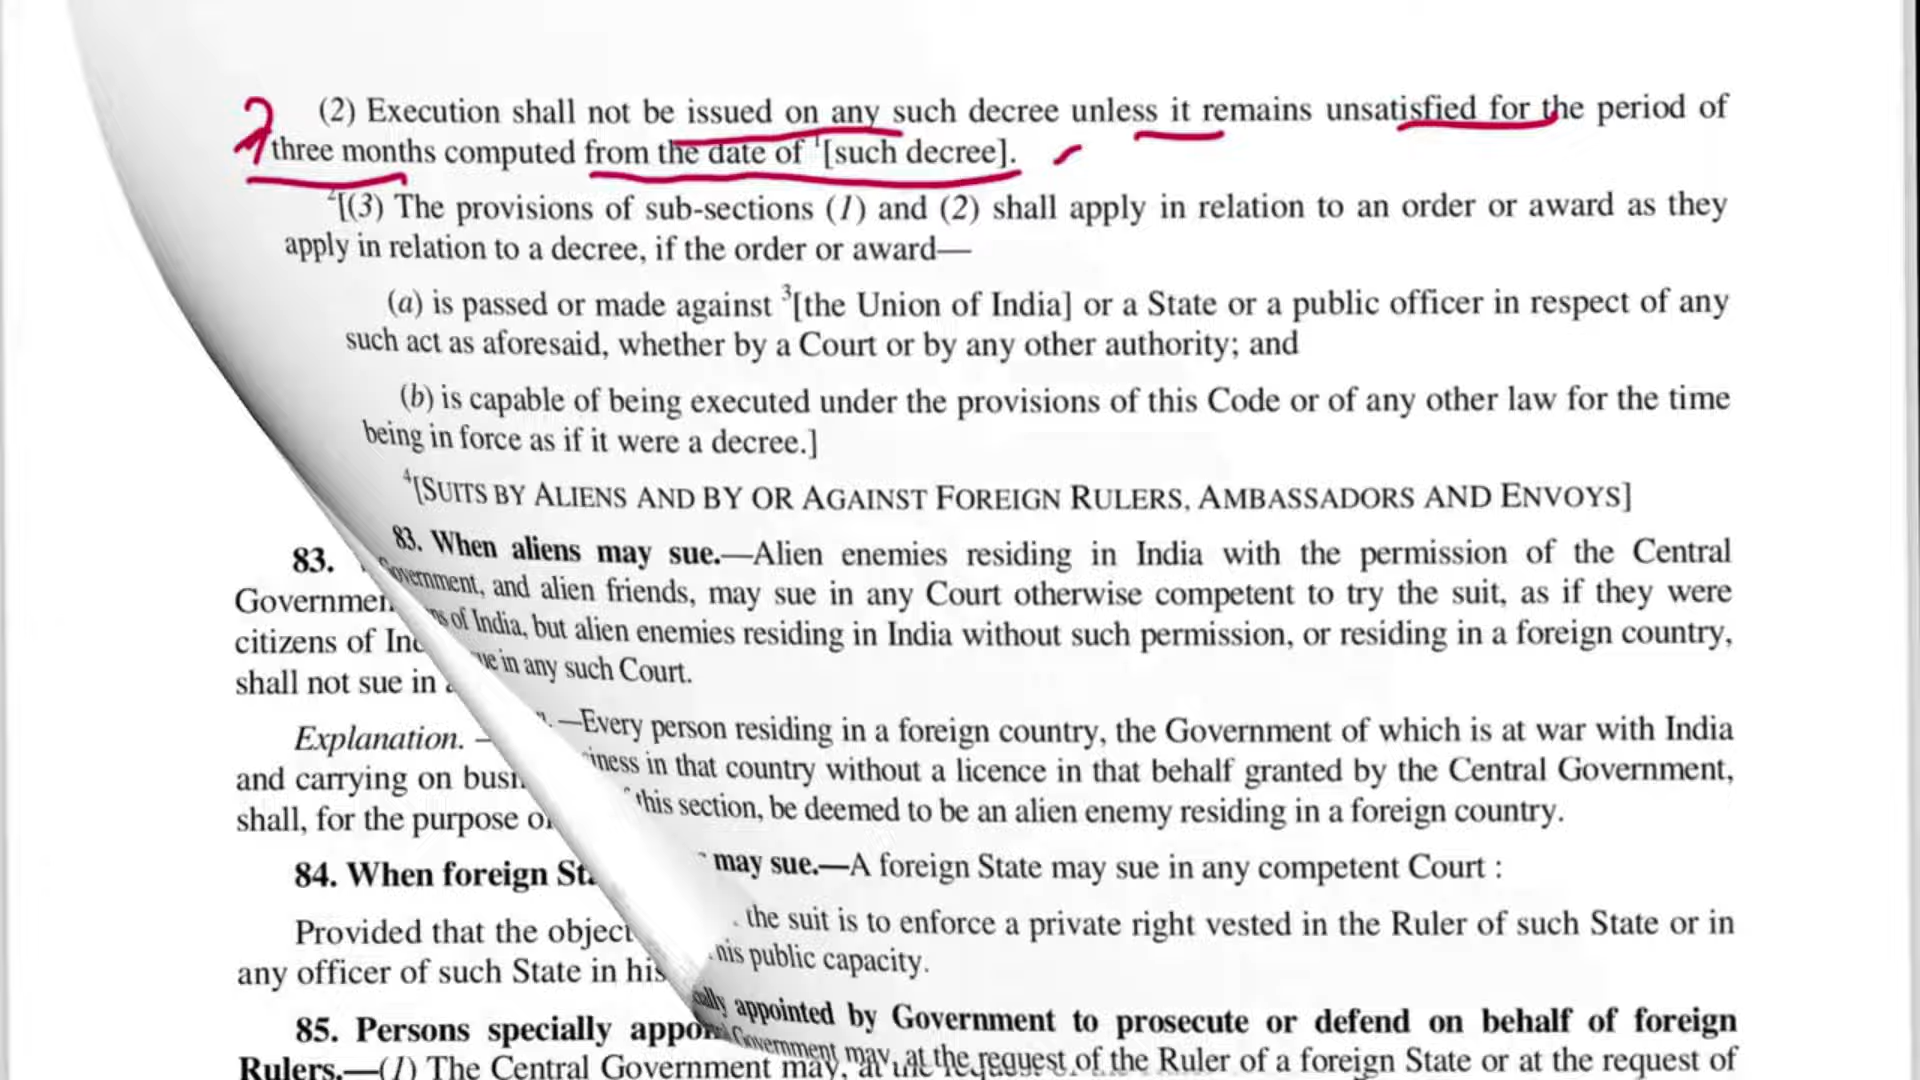 (2) Execution shall not be issued on any such decree unless it remains unsatisfied for the period of
three months computed from the date of 1[such decree].
2[(3) The provisions of sub-sections (1) and (2) shall apply in relation to an order or award as they
apply in relation to a decree, if the order or award—
(a) is passed or made against 3[the Union of India] or a State or a public officer in respect of any
such act as aforesaid, whether by a Court or by any other authority; and
(b) is capable of being executed under the provisions of this Code or of any other law for the time
being in force as if it were a decree.]
4[SUITS BY ALIENS AND BY OR AGAINST FOREIGN RULERS, AMBASSADORS AND ENVOYS]
83. 83. When aliens may sue.—Alien enemies residing in India with the permission of the Central
Government, and alien friends, may sue in any Court otherwise competent to try the suit, as if they were
citizens of India, but alien enemies residing in India without such permission, or residing in a foreign country,
shall not sue in any such Court.
Explanation. —Every person residing in a foreign country, the Government of which is at war with India
and carrying on business in that country without a licence in that behalf granted by the Central Government,
shall, for the purpose of this section, be deemed to be an alien enemy residing in a foreign country.
84. When foreign may sue.—A foreign State may sue in any competent Court :
Provided that the object the suit is to enforce a private right vested in the Ruler of such State or in
any officer of such State in his public capacity.
85. Persons specially appointed by Government to prosecute or defend on behalf of foreign
Rulers.—(1) The Central Government may, at the request of the Ruler of a foreign State or at the request of